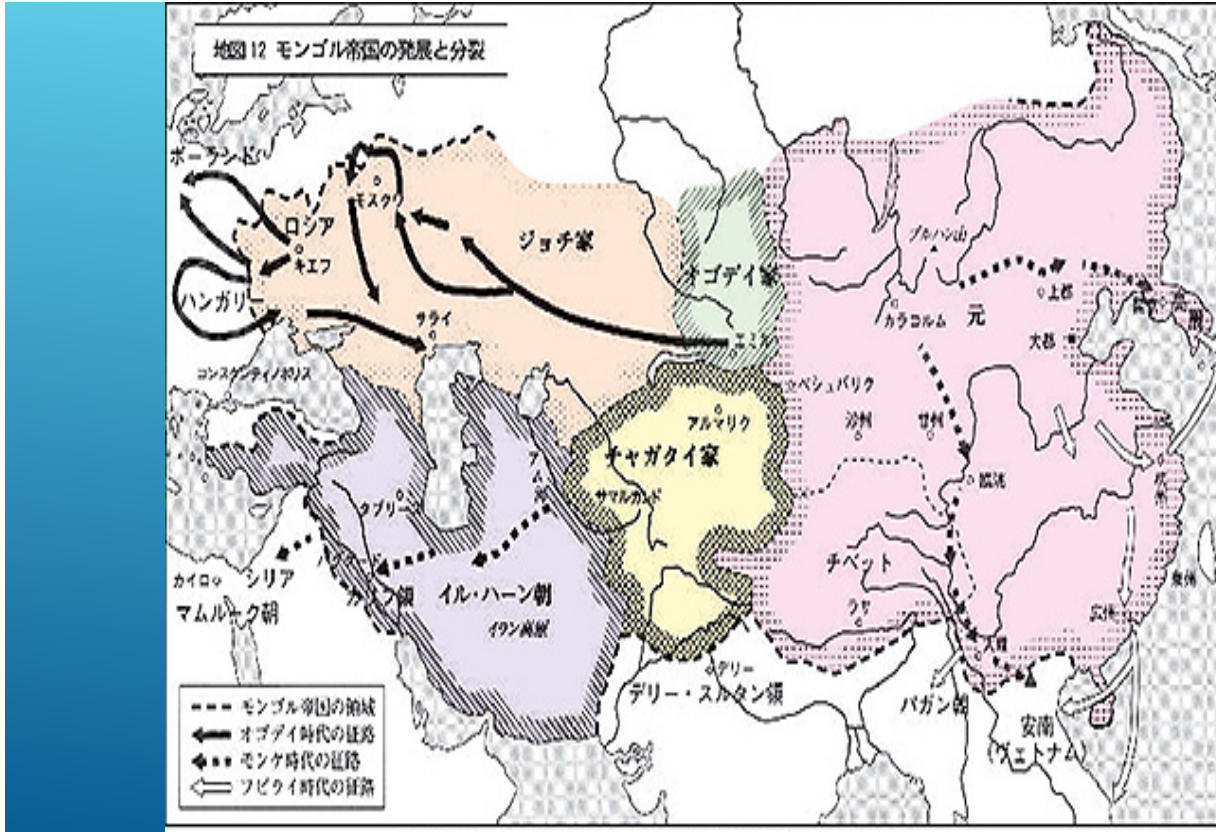 地図12 モンゴル帝国の発展と分裂
ポーランド
モスクワ
ロシア
キエフ
ジョチ家
オゴデイ家
ブルハン山
上都
ハンガリ
サライ
エミル
カラコルム
元
大都
コンスタンティノポリス
ベシュバリク
アルマリク
沙州
甘州
チャガタイ家
アム河
サマルカンド
タブリーズ
臨洮
杭州
チベット
カイロ
シリア
イル・ハーン朝
泉州
マムルーク朝
イラン高原
ラサ
広州
大理
デリー
デリー・スルタン領
パガン朝
安南
(ヴェトナム)
モンゴル帝国の領域
オゴデイ時代の征路
モンケ時代の征路
フビライ時代の征路